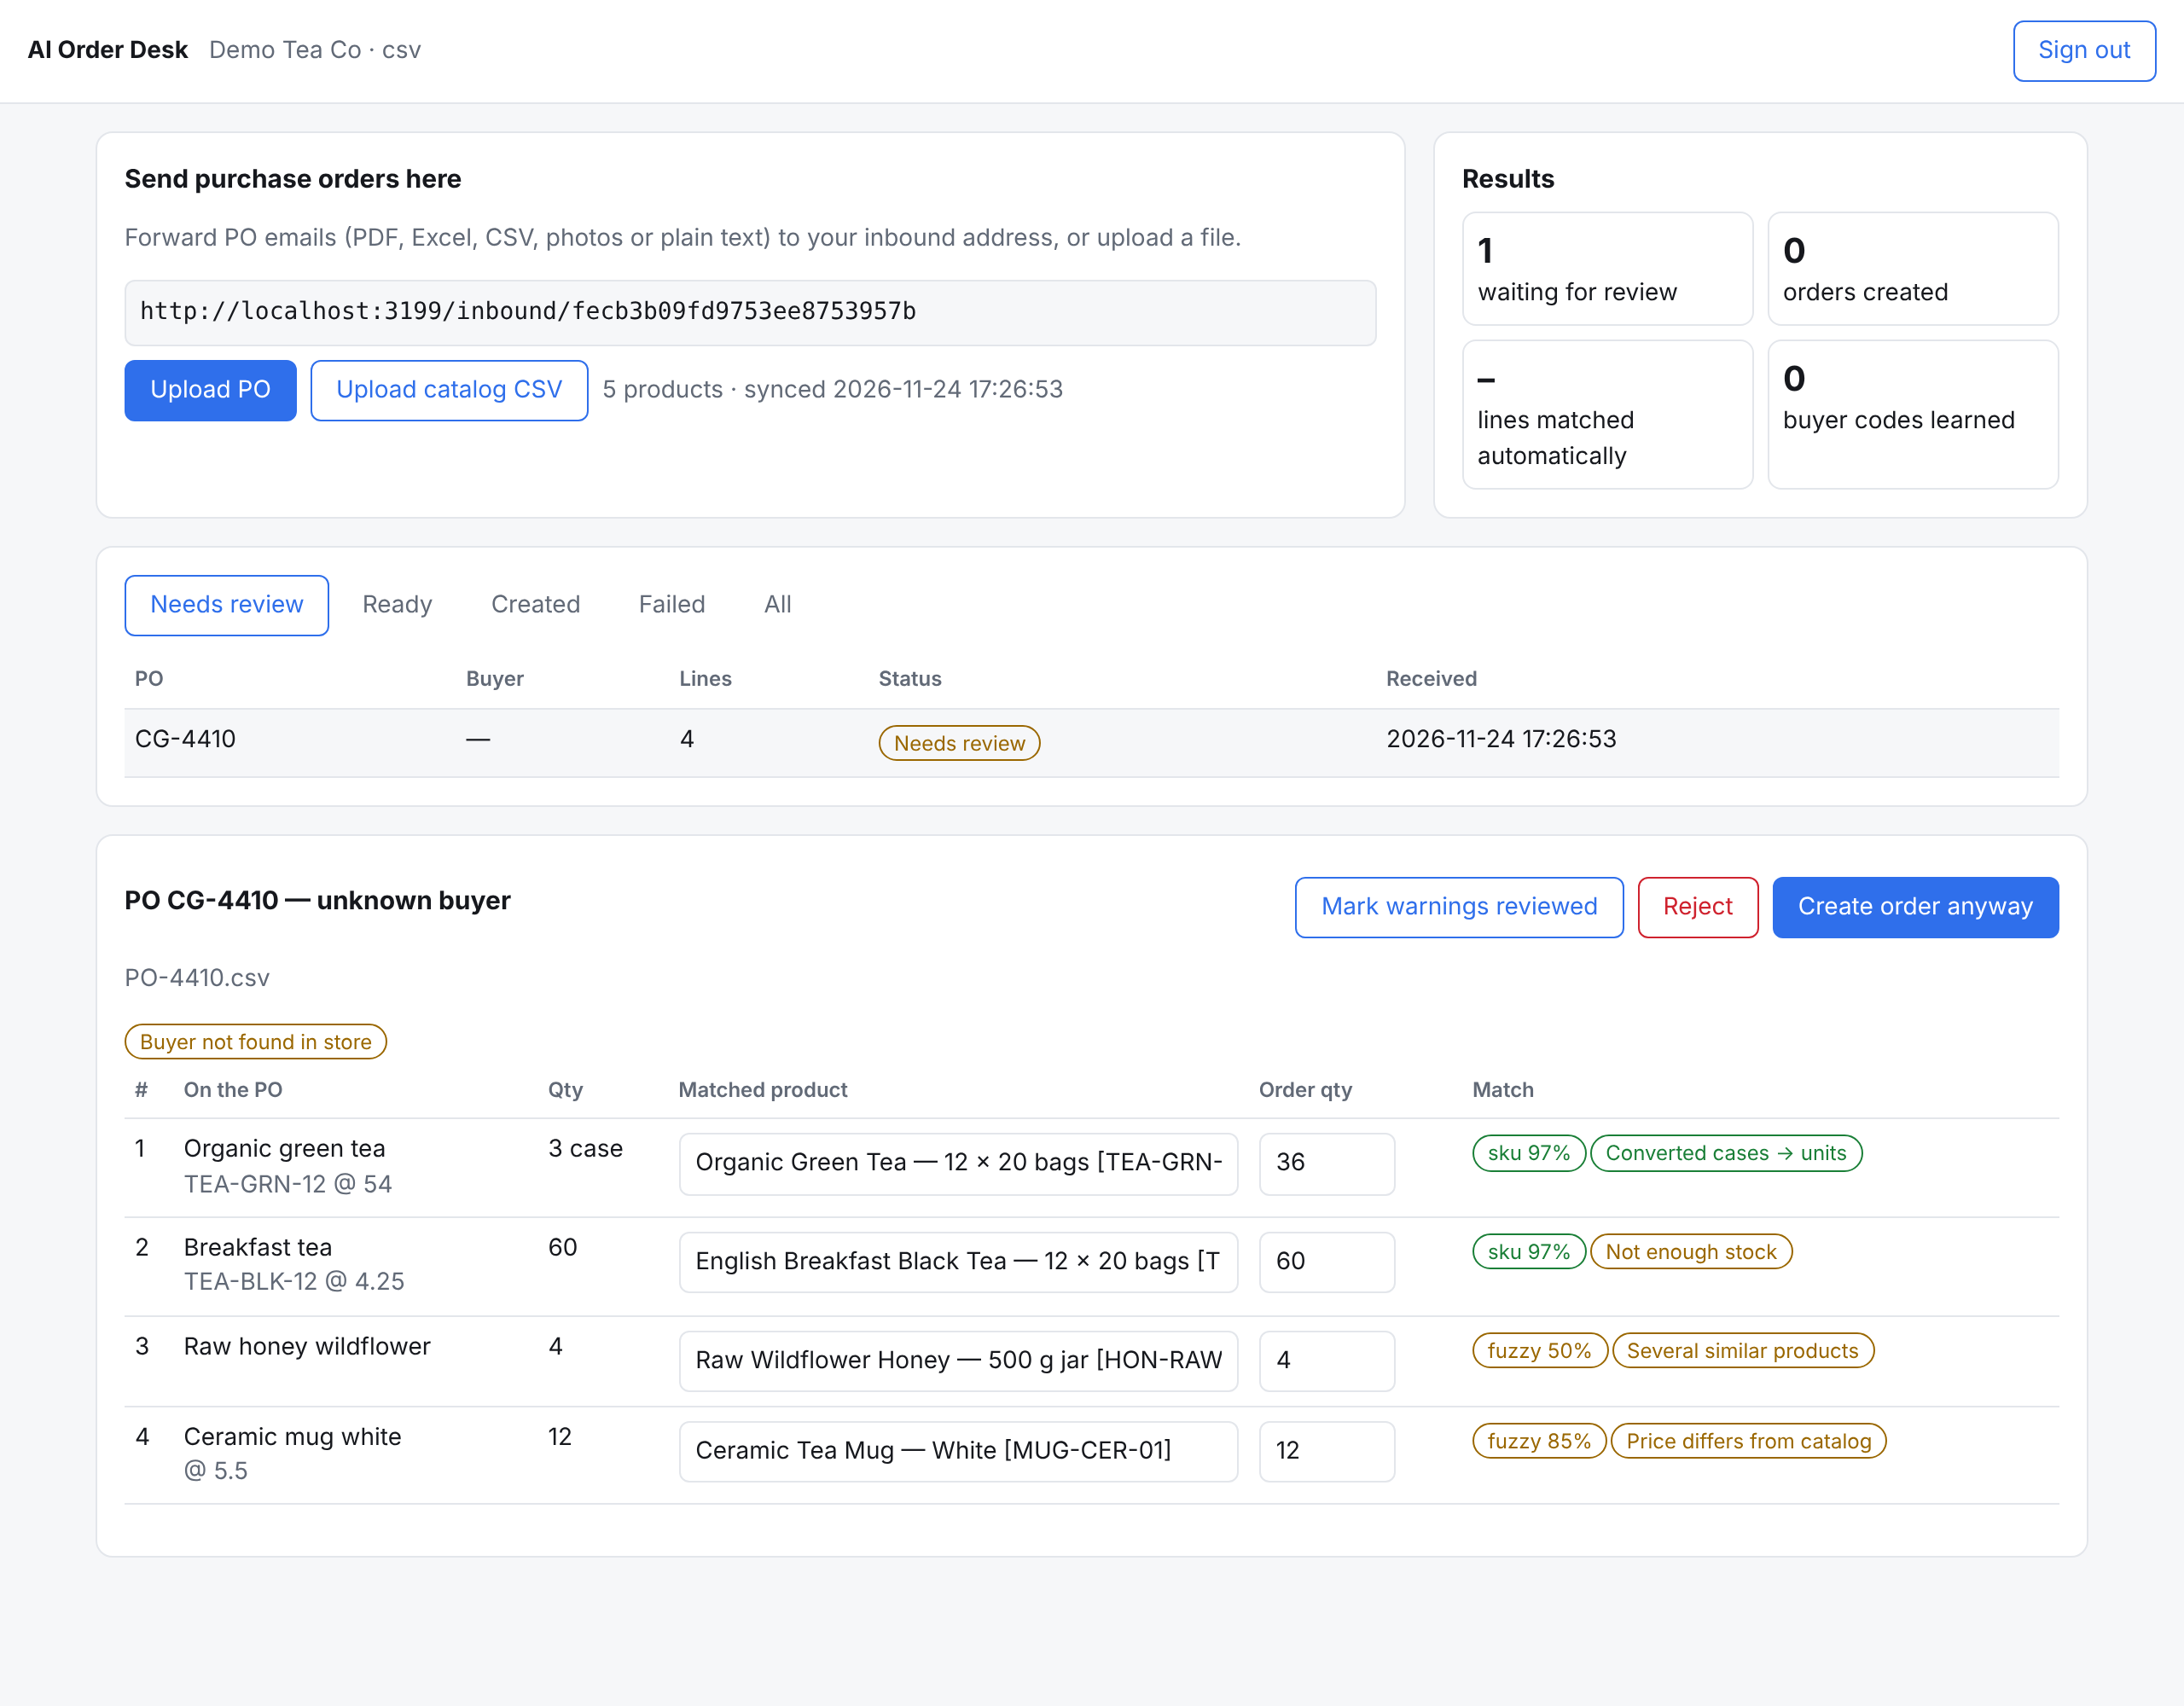 AI Order Desk Demo Tea Co · csv
Sign out
Send purchase orders here
Forward PO emails (PDF, Excel, CSV, photos or plain text) to your inbound address, or upload a file.
http://localhost:3199/inbound/fecb3b09fd9753ee8753957b
Upload PO Upload catalog CSV 5 products · synced 2026-11-24 17:26:53
Results
1
waiting for review
0
orders created
–
lines matched
automatically
0
buyer codes learned
Needs review Ready Created Failed All
PO Buyer Lines Status Received
CG-4410 — 4 Needs review 2026-11-24 17:26:53
PO CG-4410 — unknown buyer
Mark warnings reviewed Reject Create order anyway
PO-4410.csv
Buyer not found in store
# On the PO Qty Matched product Order qty Match
1 Organic green tea 3 case Organic Green Tea — 12 × 20 bags [TEA-GRN- 36 sku 97% Converted cases → units
TEA-GRN-12 @ 54
2 Breakfast tea 60 English Breakfast Black Tea — 12 × 20 bags [T 60 sku 97% Not enough stock
TEA-BLK-12 @ 4.25
3 Raw honey wildflower 4 Raw Wildflower Honey — 500 g jar [HON-RAW 4 fuzzy 50% Several similar products
4 Ceramic mug white 12 Ceramic Tea Mug — White [MUG-CER-01] 12 fuzzy 85% Price differs from catalog
@ 5.5